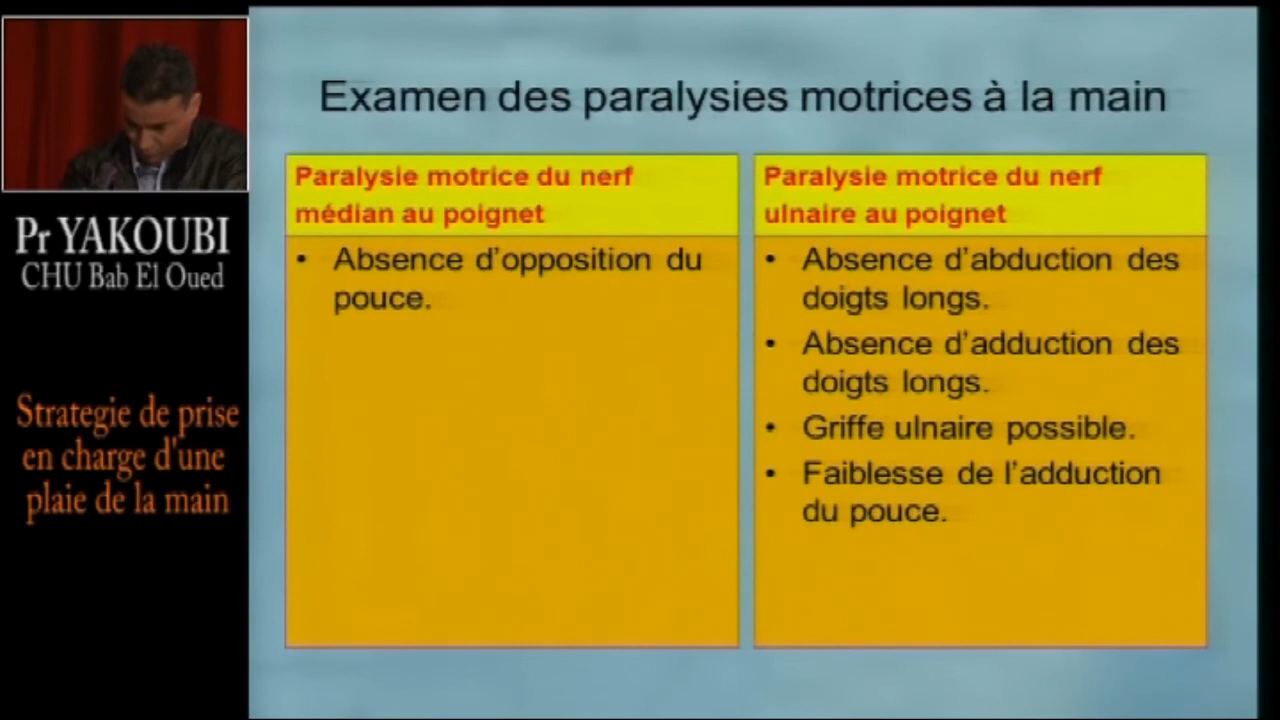 Pr YAKOUBI
CHU Bab El Oued
Strategie de prise
en charge d'une
plaie de la main
Examen des paralysies motrices à la main
Paralysie motrice du nerf
médian au poignet
• Absence d’opposition du
pouce.
Paralysie motrice du nerf
ulnaire au poignet
• Absence d’abduction des
doigts longs.
• Absence d’adduction des
doigts longs.
• Griffe ulnaire possible.
• Faiblesse de l’adduction
du pouce.